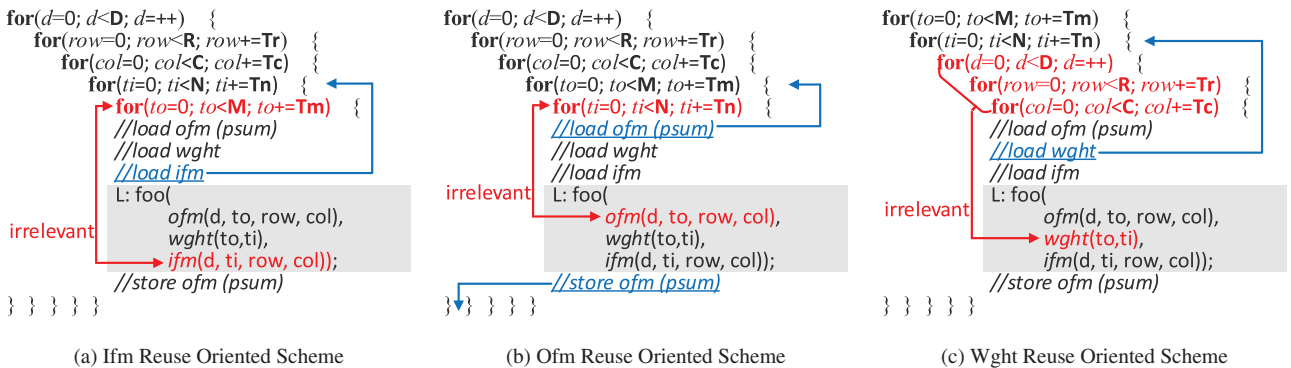 for(d=0; d<D; d=++) {
for(row=0; row<R; row+=Tr) {
for(col=0; col<C; col+=Tc) {
for(ti=0; ti<N; ti+=Tn) {
for(to=0; to<M; to+=Tm) {
//load ofm (psum)
//load wght
//load ifm
L: foo(
ofm(d, to, row, col),
wght(to,ti),
ifm(d, ti, row, col));
//store ofm (psum)
} } } } }
irrelevant
(a) Ifm Reuse Oriented Scheme
for(d=0; d<D; d=++) {
for(row=0; row<R; row+=Tr) {
for(col=0; col<C; col+=Tc) {
for(to=0; to<M; to+=Tm) {
for(ti=0; ti<N; ti+=Tn) {
//load ofm (psum)
//load wght
//load ifm
L: foo(
ofm(d, to, row, col),
wght(to,ti),
ifm(d, ti, row, col));
//store ofm (psum)
} } } } }
irrelevant
(b) Ofm Reuse Oriented Scheme
for(to=0; to<M; to+=Tm) {
for(ti=0; ti<N; ti+=Tn) {
for(d=0; d<D; d=++) {
for(row=0; row<R; row+=Tr) {
for(col=0; col<C; col+=Tc) {
//load ofm (psum)
//load wght
//load ifm
L: foo(
ofm(d, to, row, col),
wght(to,ti),
ifm(d, ti, row, col));
//store ofm (psum)
} } } } }
irrelevant
(c) Wght Reuse Oriented Scheme